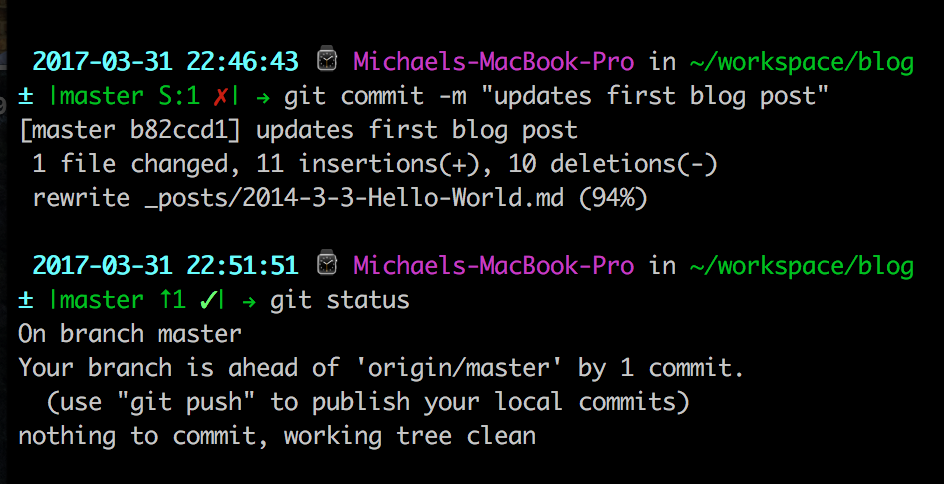 2017-03-31 22:46:43 ⌚ Michaels-MacBook-Pro in ~/workspace/blog
± |master S:1 ✗| → git commit -m "updates first blog post"
[master b82ccd1] updates first blog post
 1 file changed, 11 insertions(+), 10 deletions(-)
 rewrite _posts/2014-3-3-Hello-World.md (94%)
2017-03-31 22:51:51 ⌚ Michaels-MacBook-Pro in ~/workspace/blog
± |master ↑1 ✓| → git status
On branch master
Your branch is ahead of 'origin/master' by 1 commit.
  (use "git push" to publish your local commits)
nothing to commit, working tree clean